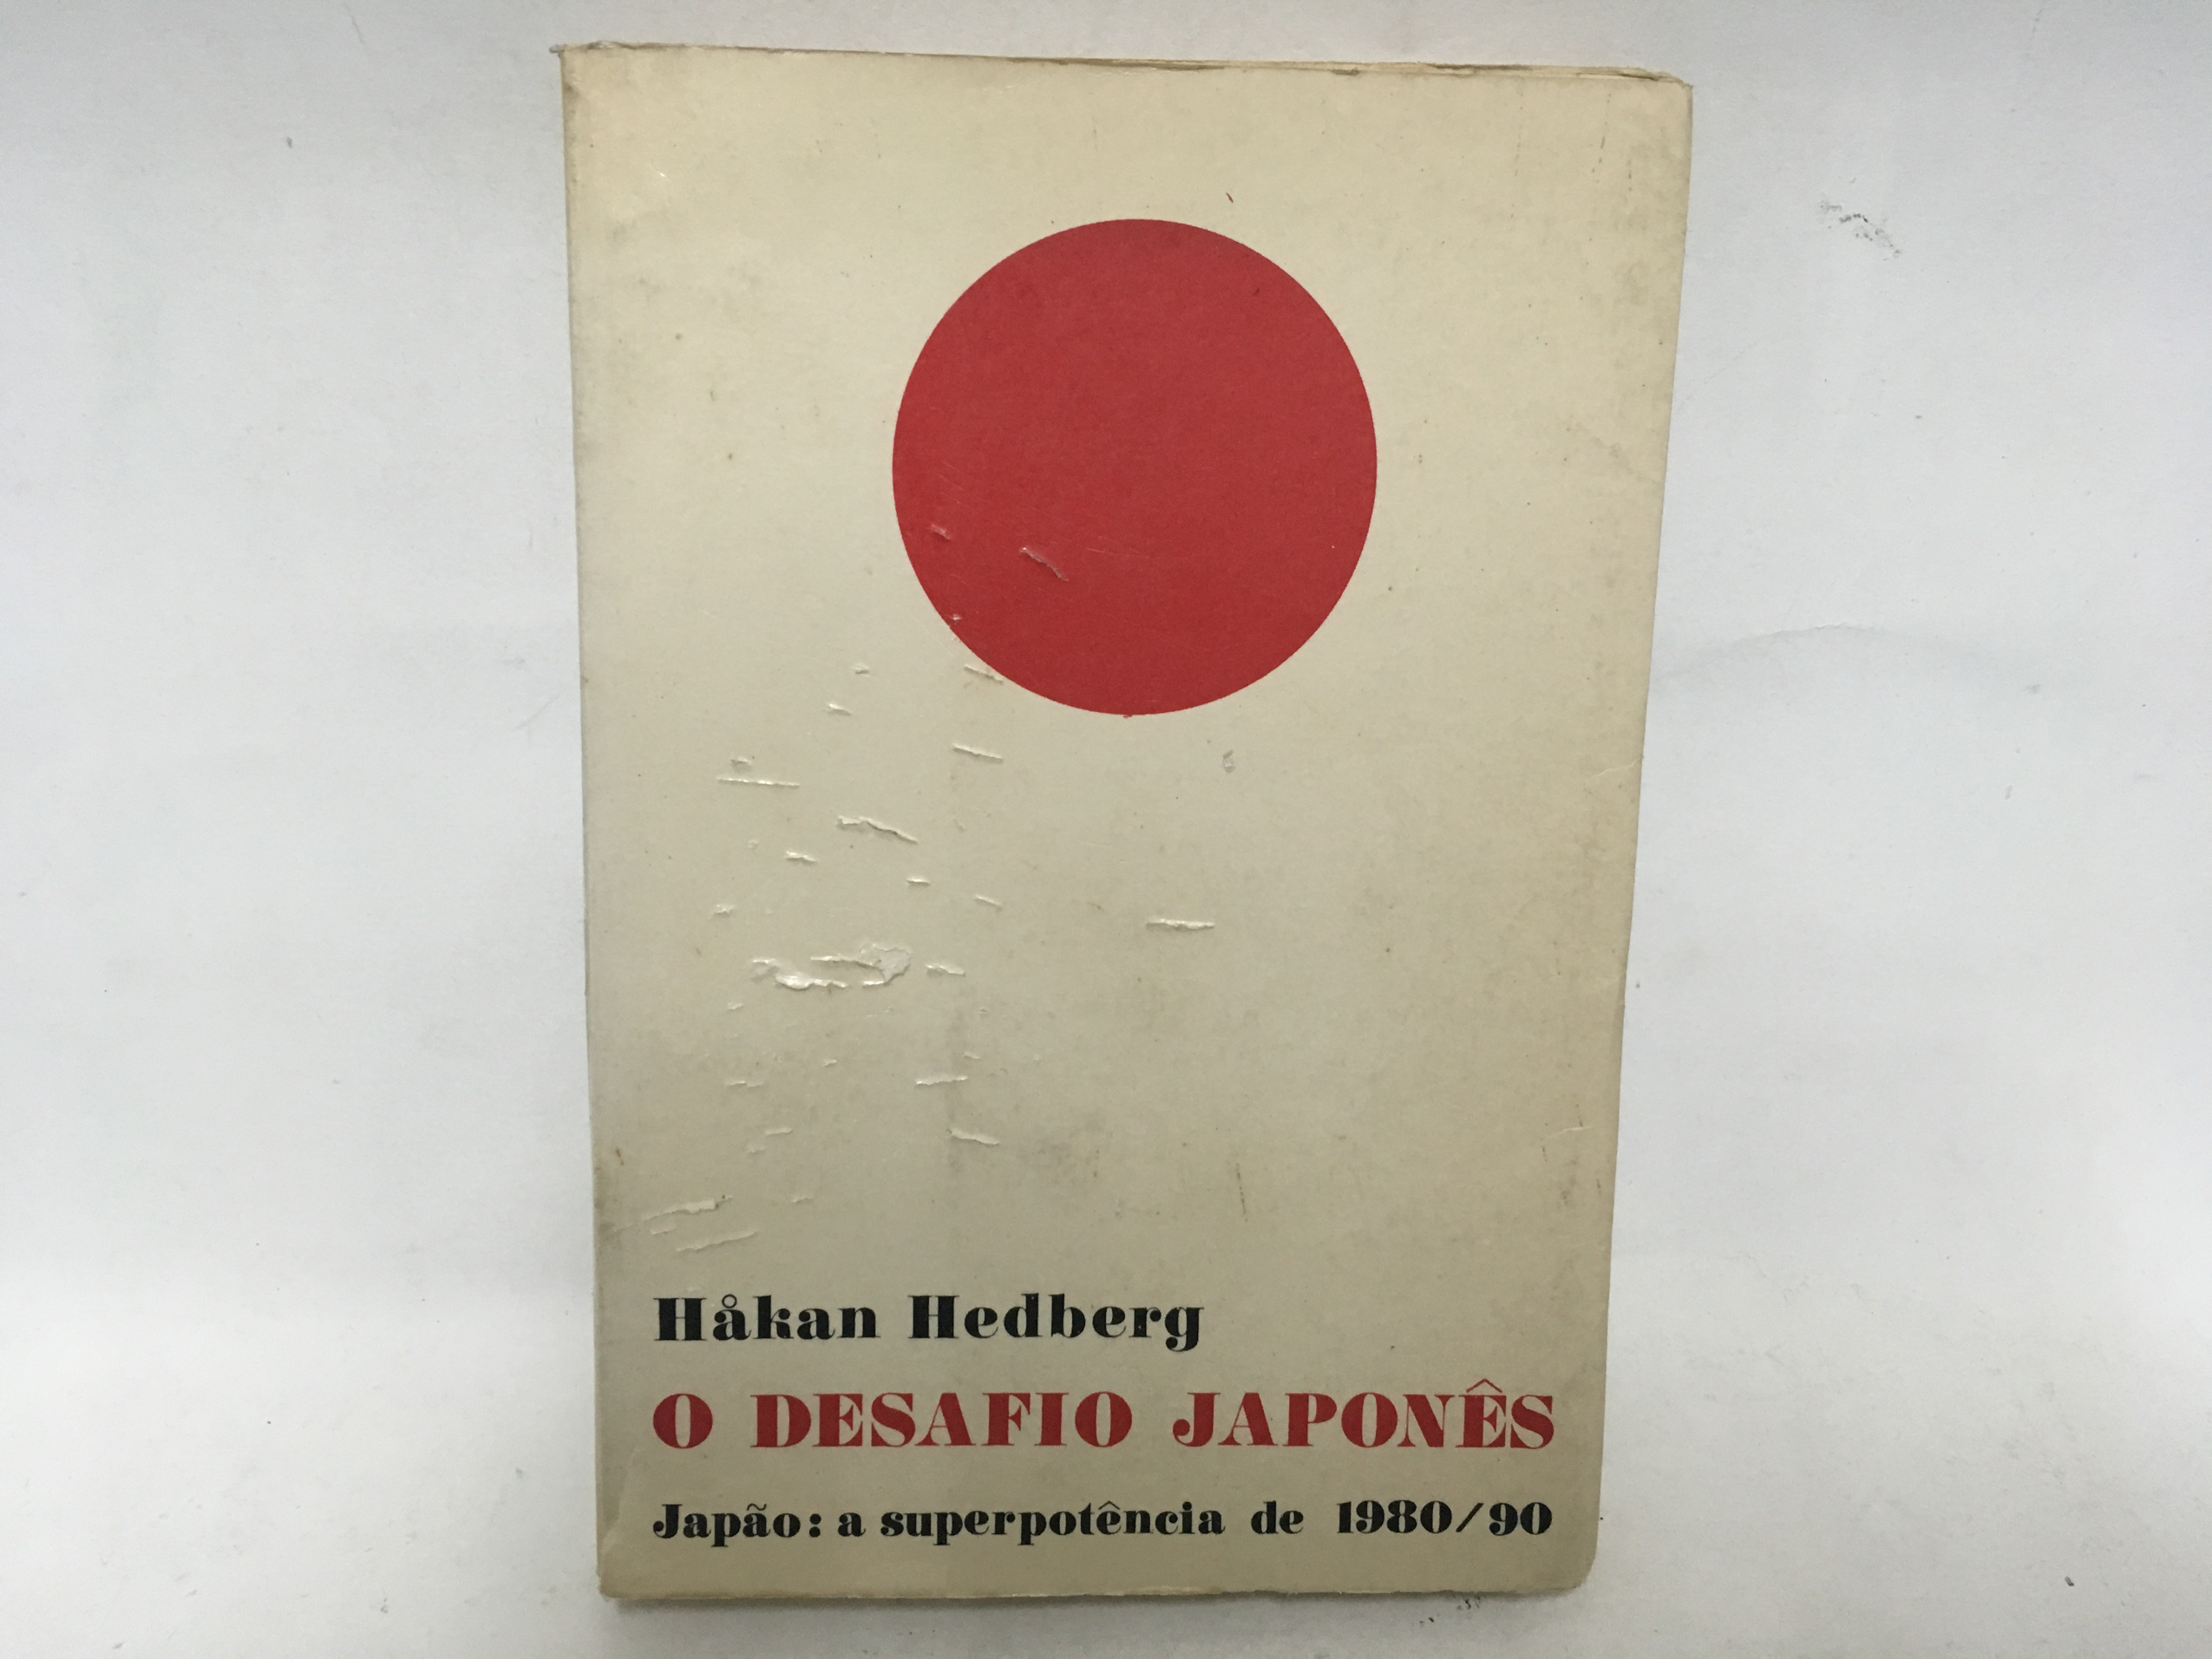 Håkan Hedberg
O DESAFIO JAPONÊS
Japão: a superpotência de 1980/90